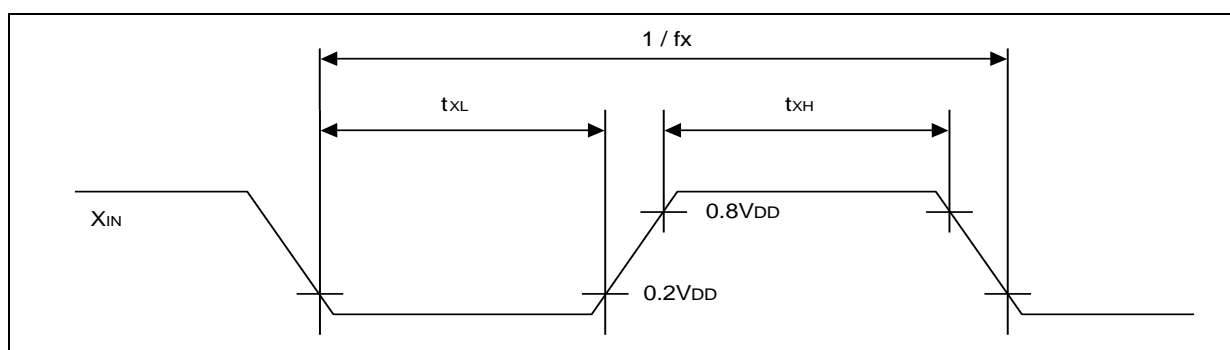 1 / fx
tXL
tXH
XIN
0.8VDD
0.2VDD